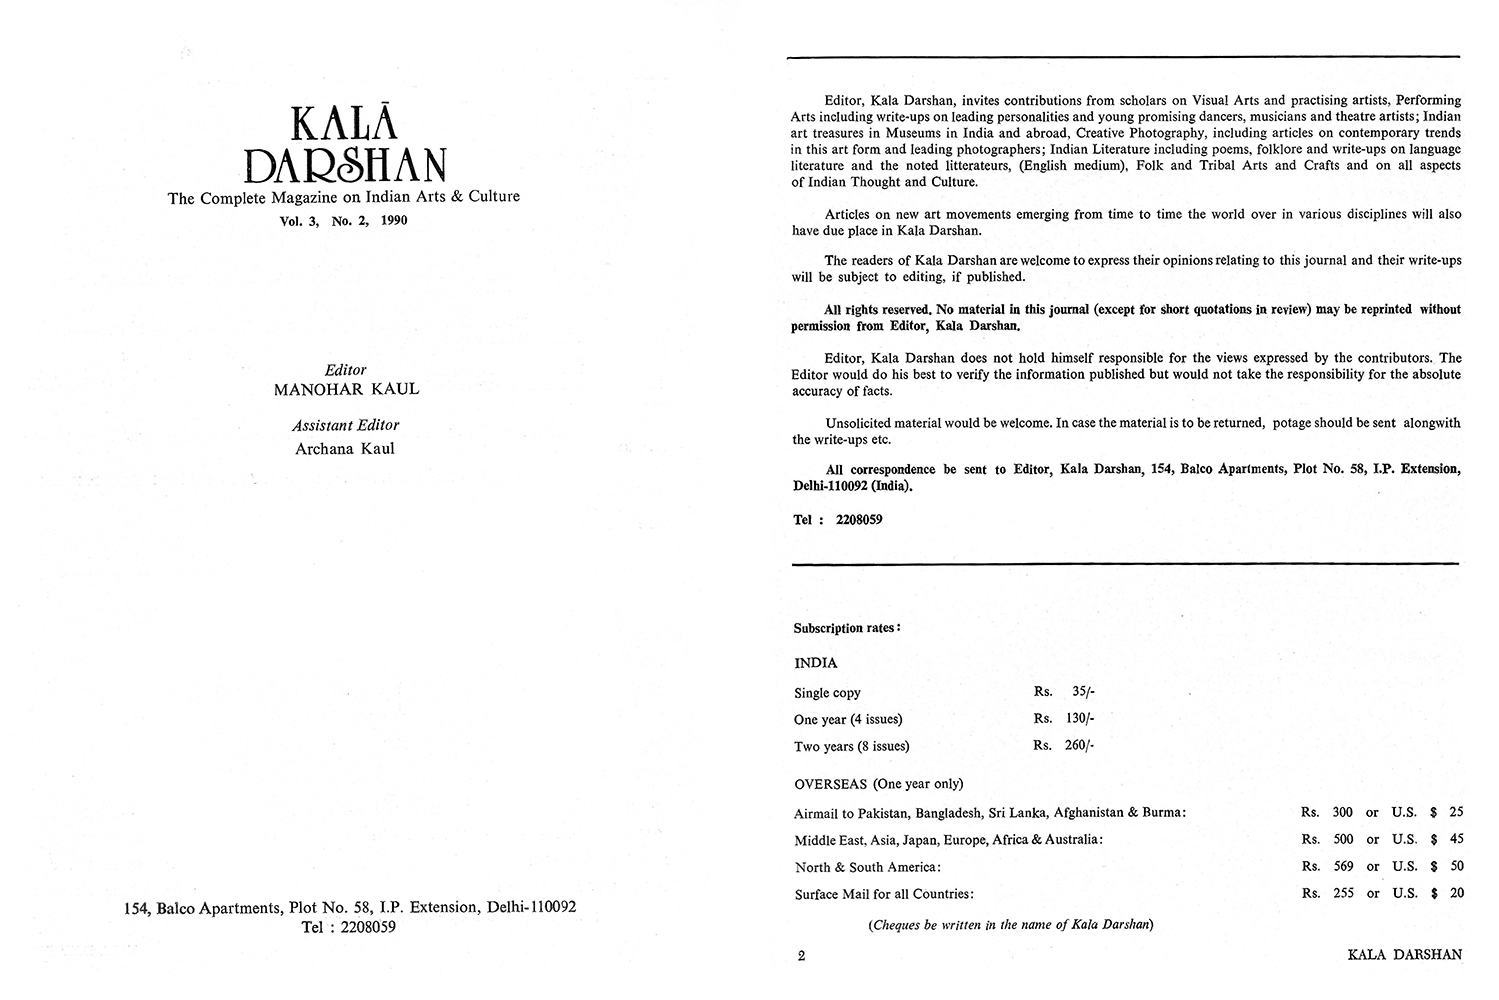 KALĀ
DARSHAN
The Complete Magazine on Indian Arts & Culture
Vol. 3, No. 2, 1990
Editor
MANOHAR KAUL
Assistant Editor
Archana Kaul
154, Balco Apartments, Plot No. 58, I.P. Extension, Delhi-110092
Tel : 2208059
Editor, Kala Darshan, invites contributions from scholars on Visual Arts and practising artists, Performing
Arts including write-ups on leading personalities and young promising dancers, musicians and theatre artists; Indian
art treasures in Museums in India and abroad, Creative Photography, including articles on contemporary trends
in this art form and leading photographers; Indian Literature including poems, folklore and write-ups on language
literature and the noted litterateurs, (English medium), Folk and Tribal Arts and Crafts and on all aspects
of Indian Thought and Culture.
Articles on new art movements emerging from time to time the world over in various disciplines will also
have due place in Kala Darshan.
The readers of Kala Darshan are welcome to express their opinions relating to this journal and their write-ups
will be subject to editing, if published.
All rights reserved. No material in this journal (except for short quotations in review) may be reprinted without
permission from Editor, Kala Darshan.
Editor, Kala Darshan does not hold himself responsible for the views expressed by the contributors. The
Editor would do his best to verify the information published but would not take the responsibility for the absolute
accuracy of facts.
Unsolicited material would be welcome. In case the material is to be returned, potage should be sent alongwith
the write-ups etc.
All correspondence be sent to Editor, Kala Darshan, 154, Balco Apartments, Plot No. 58, I.P. Extension,
Delhi-110092 (India).
Tel : 2208059
Subscription rates :
INDIA
Single copy Rs. 35/-
One year (4 issues) Rs. 130/-
Two years (8 issues) Rs. 260/-
OVERSEAS (One year only)
Airmail to Pakistan, Bangladesh, Sri Lanka, Afghanistan & Burma: Rs. 300 or U.S. $ 25
Middle East, Asia, Japan, Europe, Africa & Australia: Rs. 500 or U.S. $ 45
North & South America: Rs. 569 or U.S. $ 50
Surface Mail for all Countries: Rs. 255 or U.S. $ 20
(Cheques be written in the name of Kala Darshan)
2 KALA DARSHAN